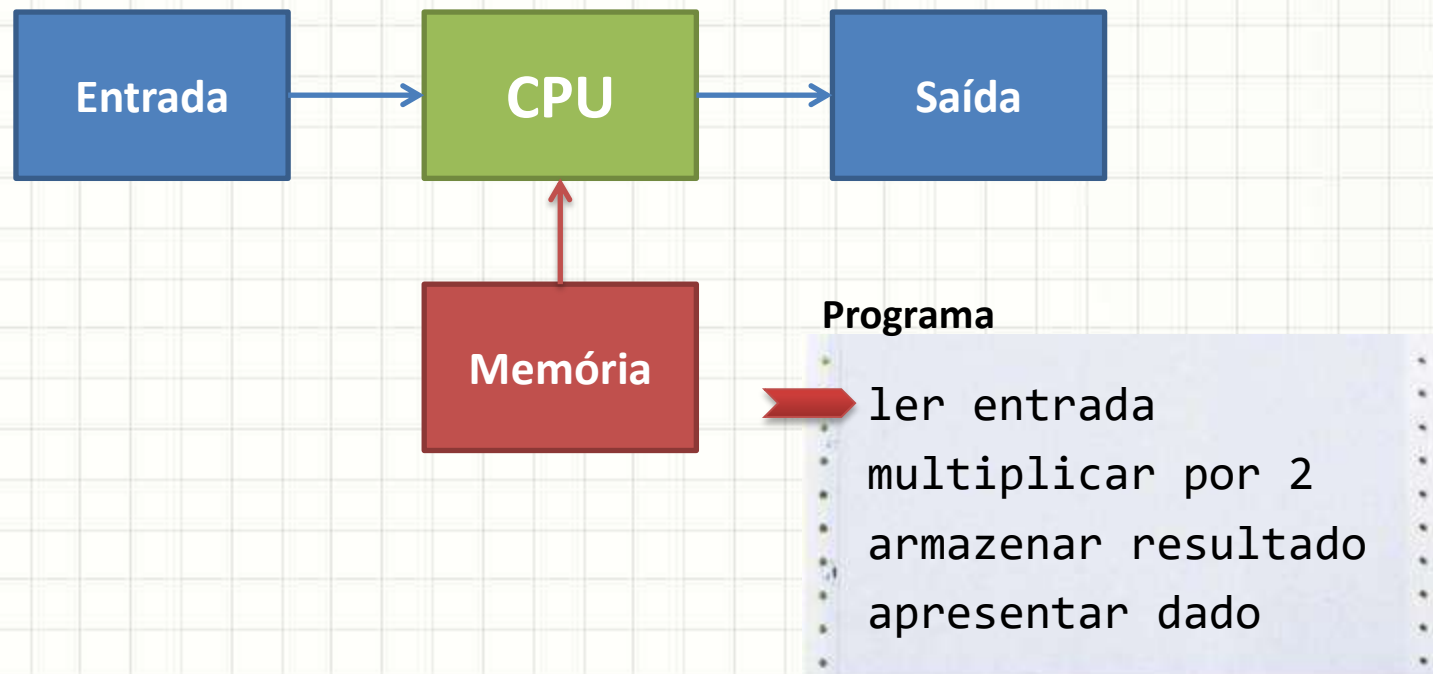 Entrada
CPU
Saída
Memória
Programa
ler entrada
multiplicar por 2
armazenar resultado
apresentar dado